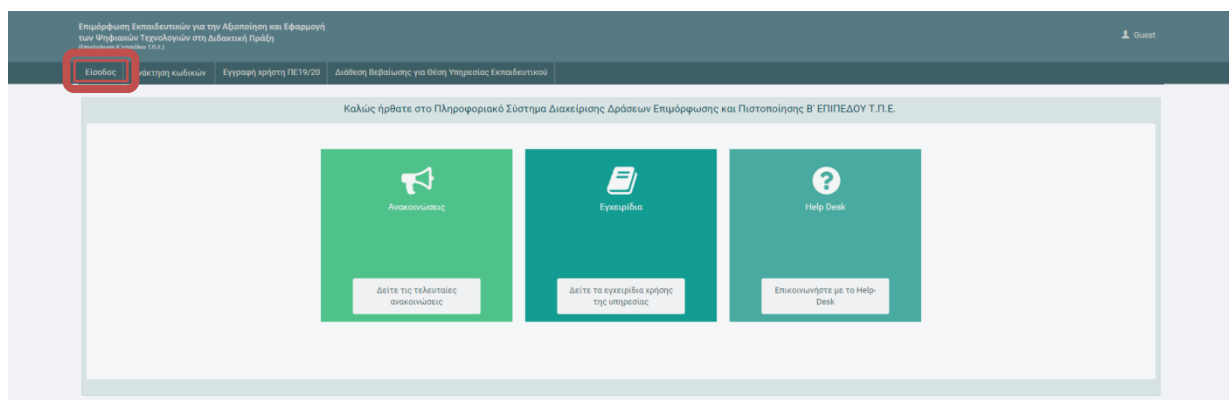 Επιμόρφωση Εκπαιδευτικών για την Αξιοποίηση και Εφαρμογή
των Ψηφιακών Τεχνολογιών στη Διδακτική Πράξη
(Επιμόρφωση Β' επιπέδου Τ.Π.Ε.)
Guest
Είσοδος
νάκτηση κωδικών
Εγγραφή χρήστη ΠΕ19/20
Διάθεση Βεβαίωσης για Θέση Υπηρεσίας Εκπαιδευτικού
Καλώς ήρθατε στο Πληροφοριακό Σύστημα Διαχείρισης Δράσεων Επιμόρφωσης και Πιστοποίησης Β' ΕΠΙΠΕΔΟΥ Τ.Π.Ε.
Ανακοινώσεις
Εγχειρίδια
Help Desk
Δείτε τις τελευταίες
ανακοινώσεις
Δείτε τα εγχειρίδια χρήσης
της υπηρεσίας
Επικοινωνήστε με το Help-
Desk